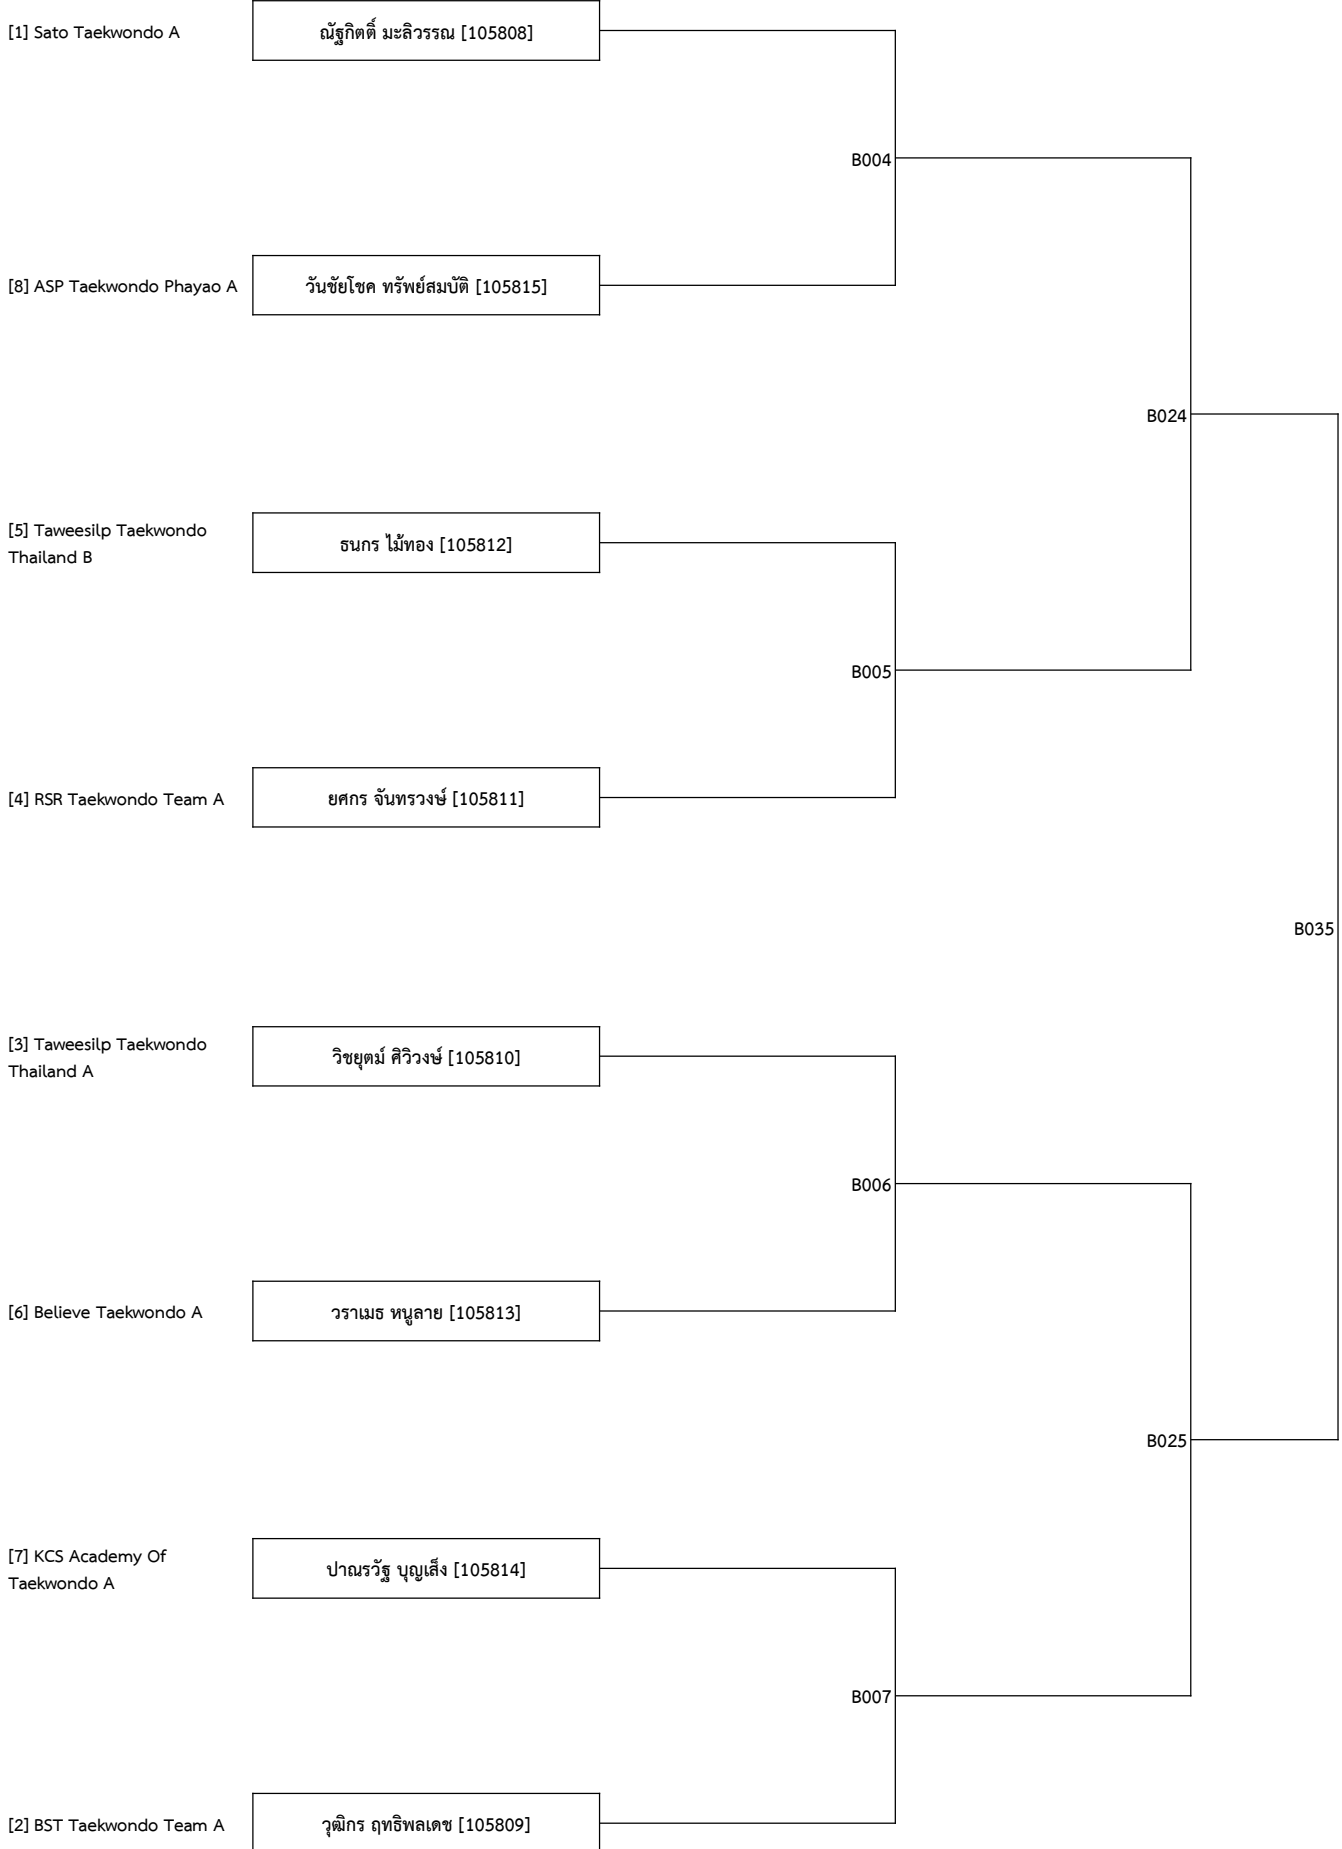 [1] Sato Taekwondo A
ณัฐกิตติ์ มะลิวรรณ [105808]
B004
[8] ASP Taekwondo Phayao A
วันชัยโชค ทรัพย์สมบัติ [105815]
B024
[5] Taweesilp Taekwondo
Thailand B
ธนกร ไม้ทอง [105812]
B005
[4] RSR Taekwondo Team A
ยศกร จันทรวงษ์ [105811]
B035
[3] Taweesilp Taekwondo
Thailand A
วิชยุตม์ ศิวิวงษ์ [105810]
B006
[6] Believe Taekwondo A
วราเมธ หนูลาย [105813]
B025
[7] KCS Academy Of
Taekwondo A
ปาณรวัฐ บุญเส็ง [105814]
B007
[2] BST Taekwondo Team A
วุฒิกร ฤทธิพลเดช [105809]